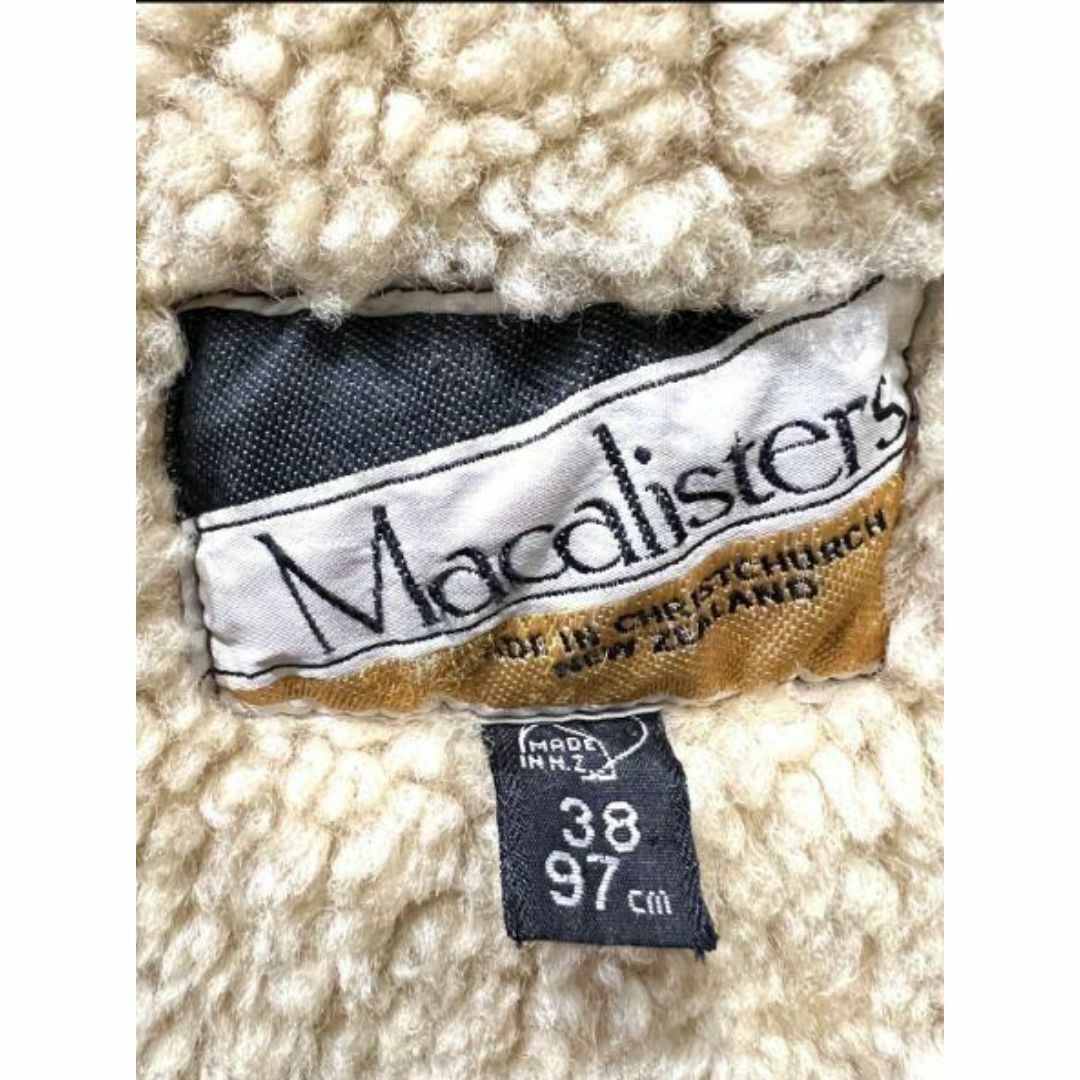 Macalisters
MADE IN CHRISTCHURCH
NEW ZEALAND
MADE
IN N.Z
38
97 cm